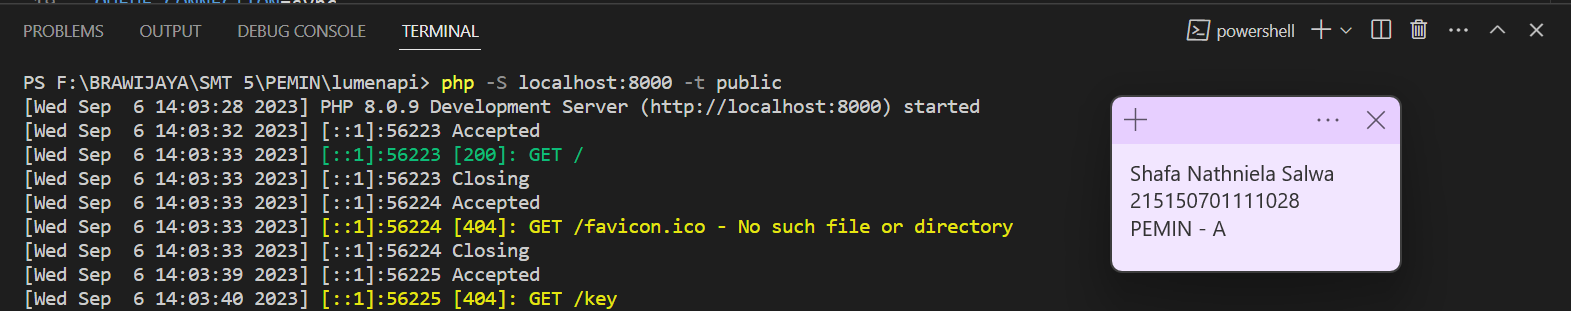 PROBLEMS OUTPUT DEBUG CONSOLE TERMINAL powershell
PS F:\BRAWIJAYA\SMT 5\PEMIN\lumenapi> php -S localhost:8000 -t public
[Wed Sep  6 14:03:28 2023] PHP 8.0.9 Development Server (http://localhost:8000) started
[Wed Sep  6 14:03:32 2023] [::1]:56223 Accepted
[Wed Sep  6 14:03:33 2023] [::1]:56223 [200]: GET /
[Wed Sep  6 14:03:33 2023] [::1]:56223 Closing
[Wed Sep  6 14:03:33 2023] [::1]:56224 Accepted
[Wed Sep  6 14:03:33 2023] [::1]:56224 [404]: GET /favicon.ico - No such file or directory
[Wed Sep  6 14:03:33 2023] [::1]:56224 Closing
[Wed Sep  6 14:03:39 2023] [::1]:56225 Accepted
[Wed Sep  6 14:03:40 2023] [::1]:56225 [404]: GET /key
Shafa Nathniela Salwa
215150701111028
PEMIN - A